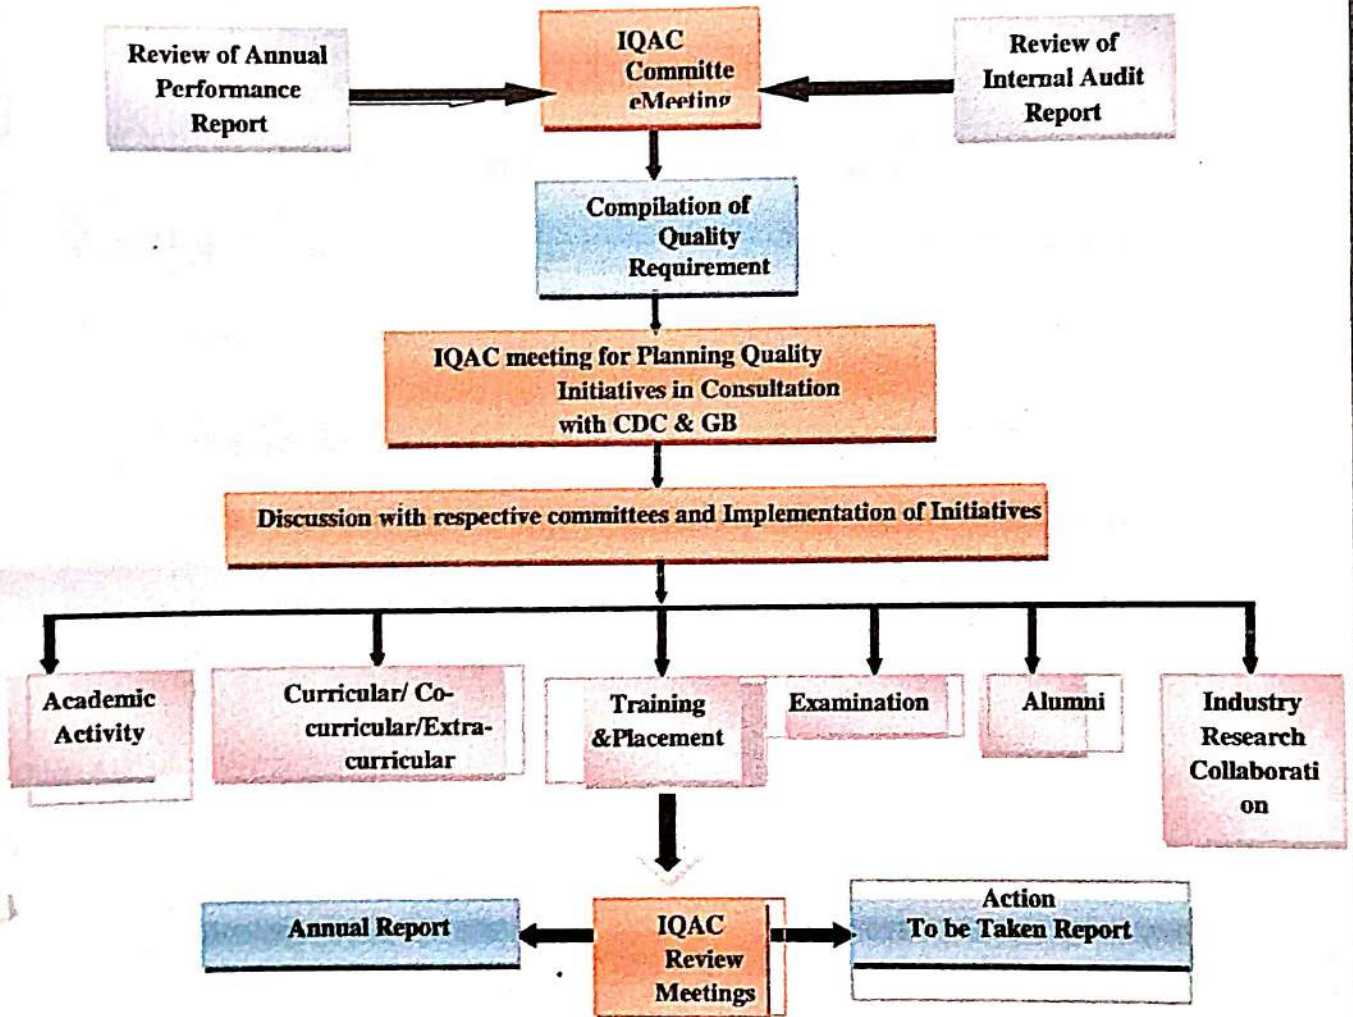 Review of Annual
Performance
Report
IQAC
Committe
eMeeting
Review of
Internal Audit
Report
Compilation of
Quality
Requirement
IQAC meeting for Planning Quality
Initiatives in Consultation
with CDC & GB
Discussion with respective committees and Implementation of Initiatives
Academic
Activity
Curricular/ Co-
curricular/Extra-
curricular
Training
&Placement
Examination
Alumni
Industry
Research
Collaborati
on
Annual Report
IQAC
Review
Meetings
Action
To be Taken Report